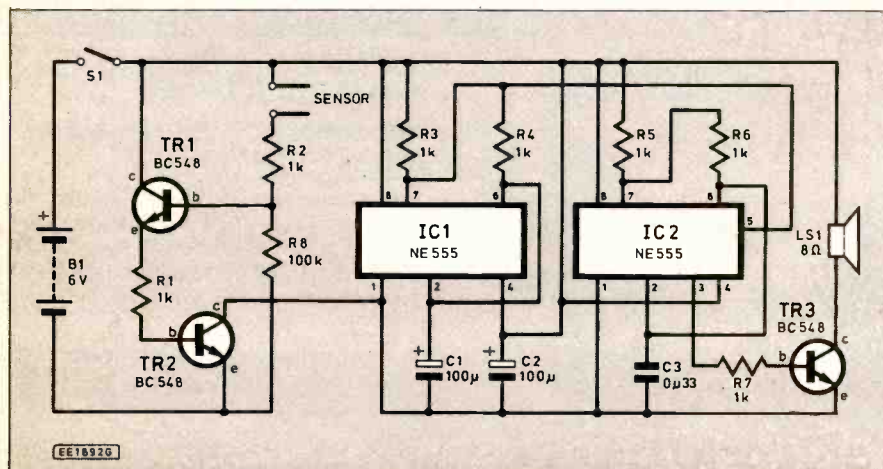 S1
SENSOR
TR1
BC548
c
b
e
R2
1k
R3
1k
R4
1k
R5
1k
R6
1k
8
7
6
8
7
6
5
IC1
NE555
IC2
NE555
LS1
8Ω
+
B1
6V
R1
1k
R8
100k
1
2
4
1
2
3
4
c
b
e
TR2
BC548
TR3
BC548
c
b
e
+
C1
100µ
+
C2
100µ
C3
0µ33
R7
1k
EE1892G